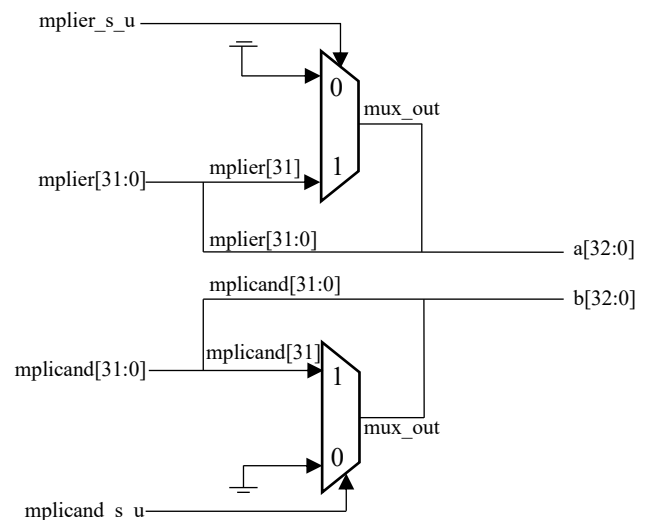 mplier_s_u
0
mux_out
mplier[31]
1
mplier[31:0]
mplier[31:0]
a[32:0]
mplicand[31:0]
b[32:0]
mplicand[31]
1
mplicand[31:0]
mux_out
0
mplicand_s_u